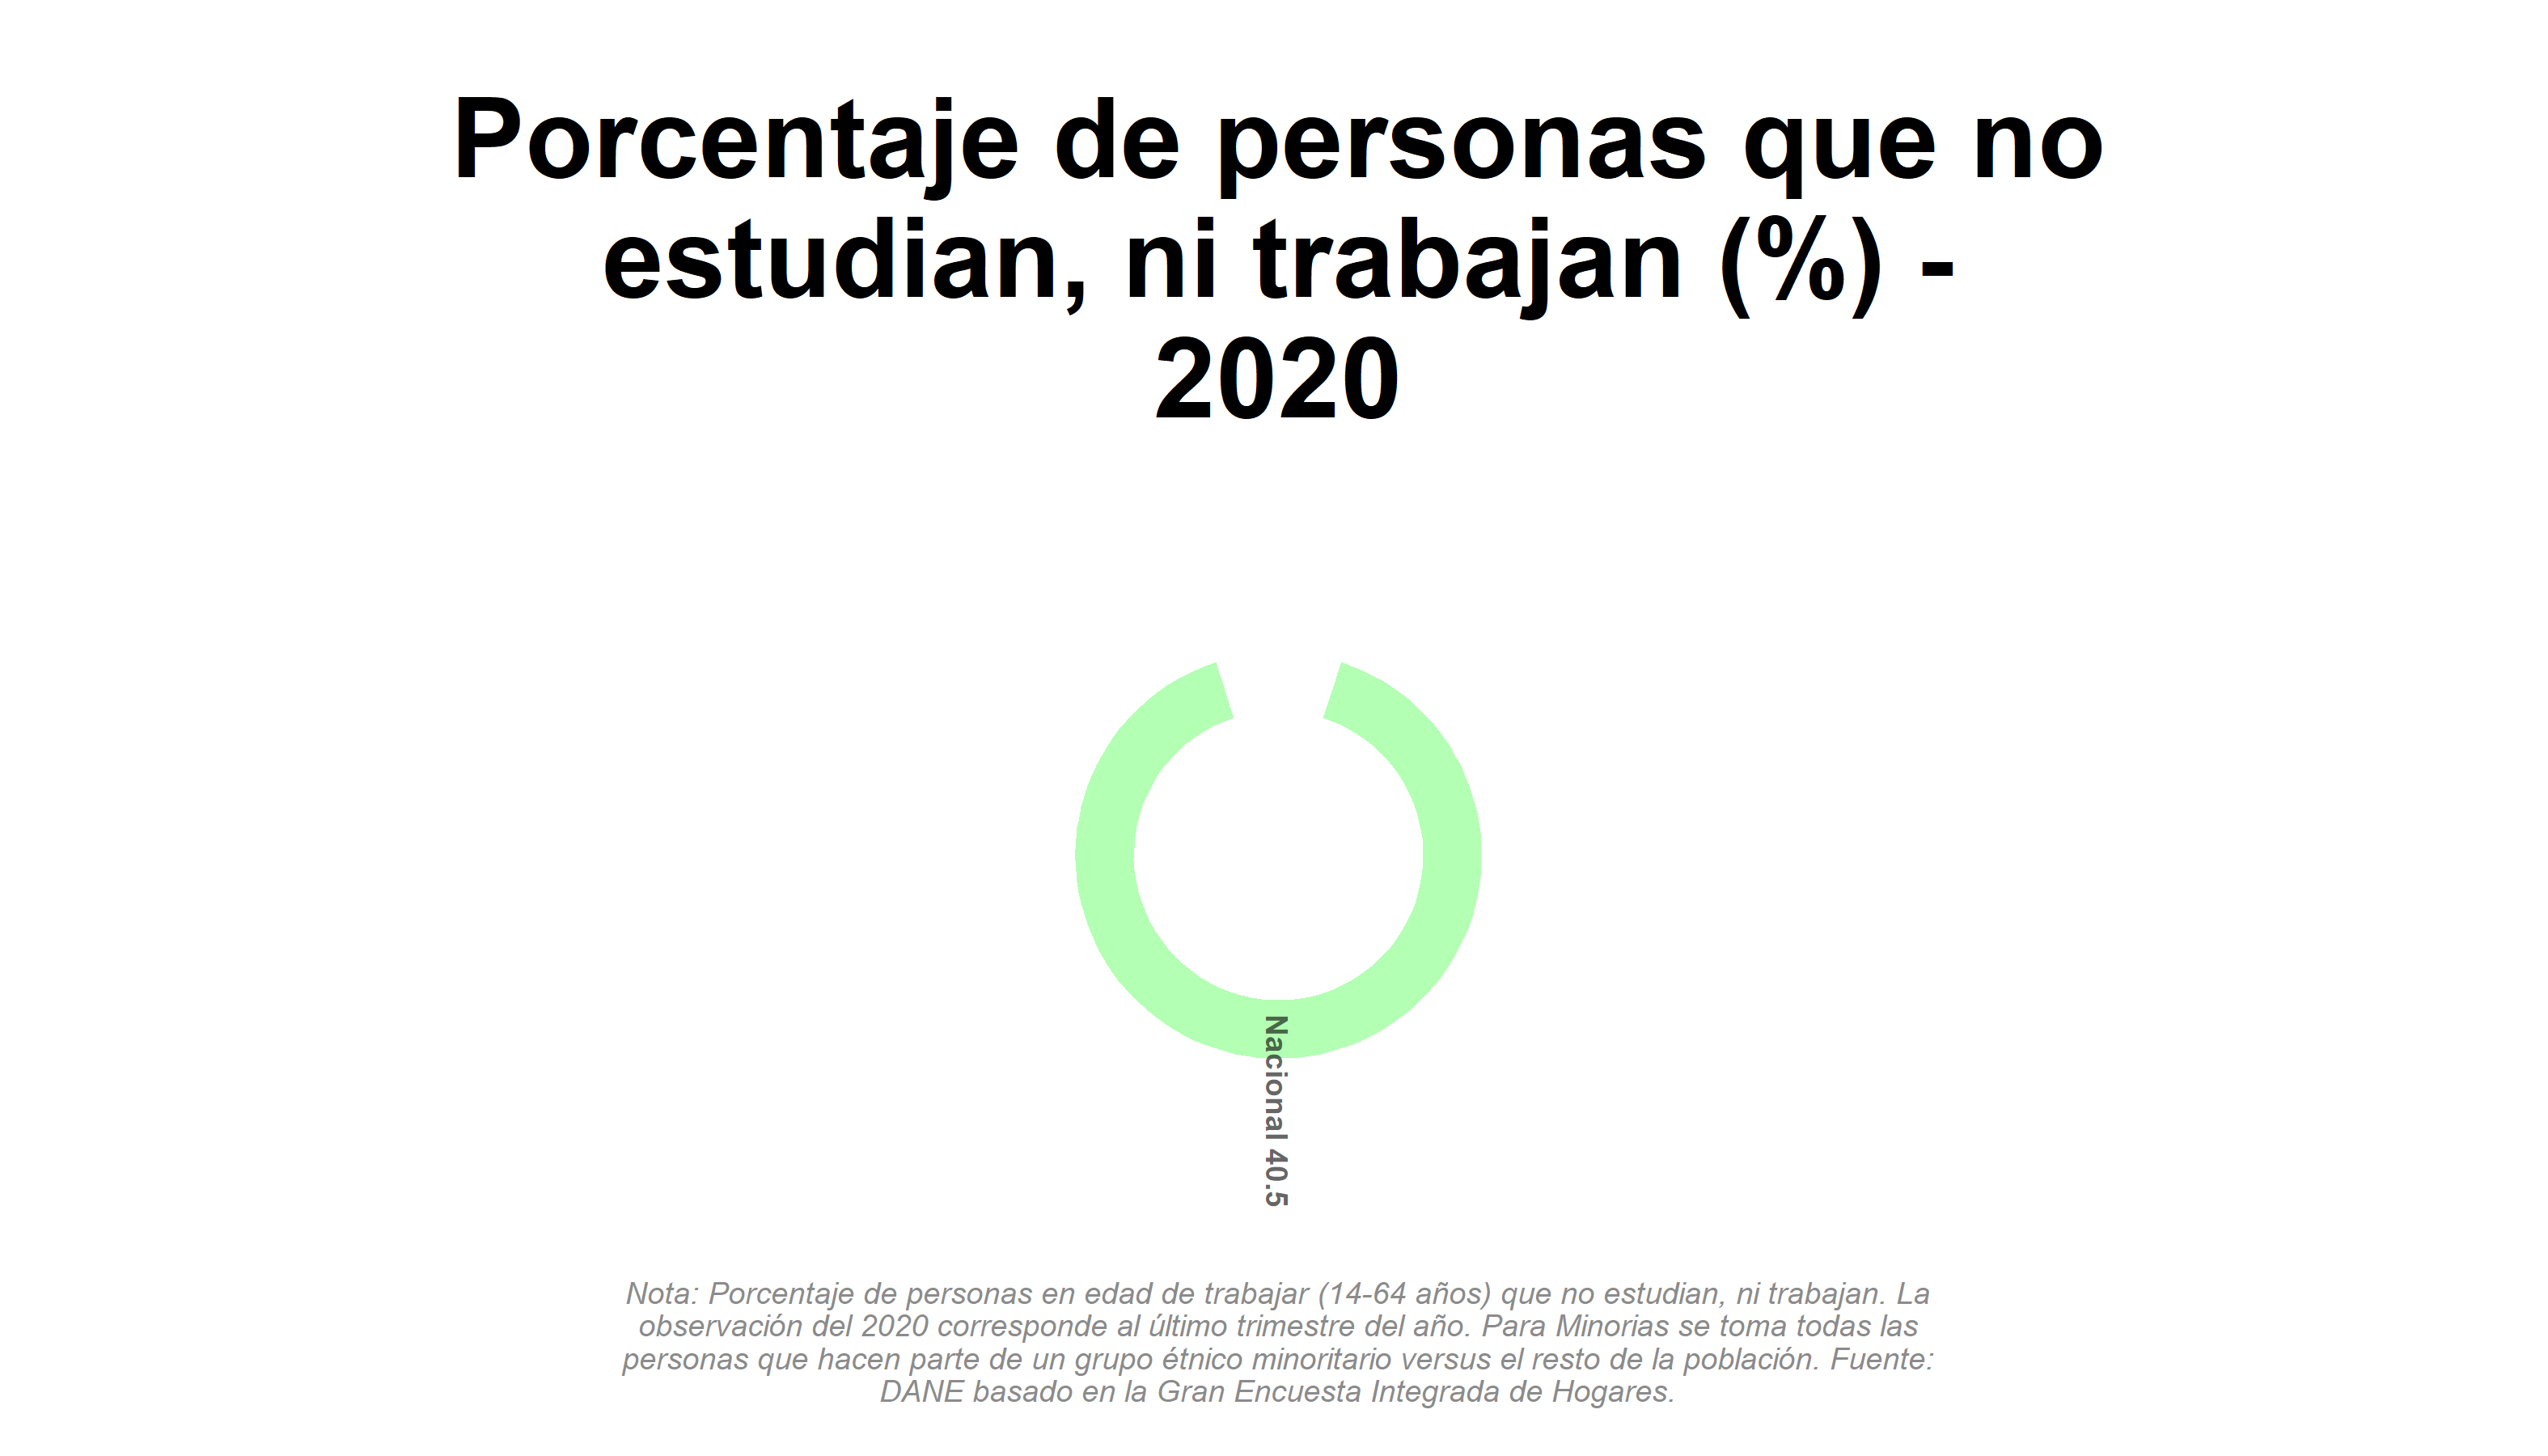 Porcentaje de personas que no
estudian, ni trabajan (%) -
2020
Nacional 40.5
Nota: Porcentaje de personas en edad de trabajar (14-64 años) que no estudian, ni trabajan. La
observación del 2020 corresponde al último trimestre del año. Para Minorias se toma todas las
personas que hacen parte de un grupo étnico minoritario versus el resto de la población. Fuente:
DANE basado en la Gran Encuesta Integrada de Hogares.